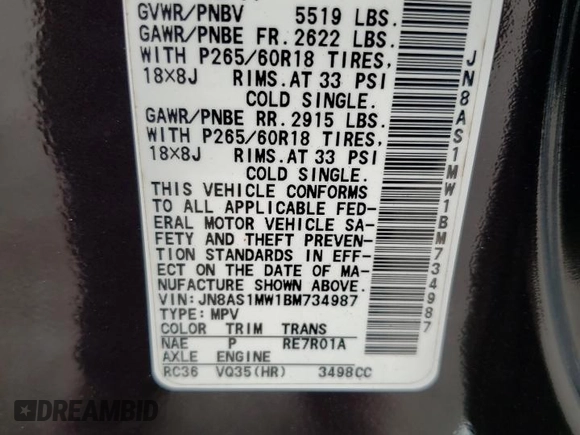 GVWR/PNBV 5519 LBS.
GAWR/PNBE FR. 2622 LBS.
WITH P265/60R18 TIRES,
18×8J RIMS. AT 33 PSI
COLD SINGLE.
GAWR/PNBE RR. 2915 LBS.
WITH P265/60R18 TIRES,
18×8J RIMS. AT 33 PSI
COLD SINGLE.
THIS VEHICLE CONFORMS
TO ALL APPLICABLE FED-
ERAL MOTOR VEHICLE SA-
FETY AND THEFT PREVEN-
TION STANDARDS IN EFF-
ECT ON THE DATE OF MA-
NUFACTURE SHOWN ABOVE.
VIN: JN8AS1MW1BM734987
TYPE: MPV
COLOR TRIM TRANS
NAE P RE7R01A
AXLE ENGINE
RC36 VQ35(HR) 3498CC
JN8AS1MW1BM734987
DREAMBID